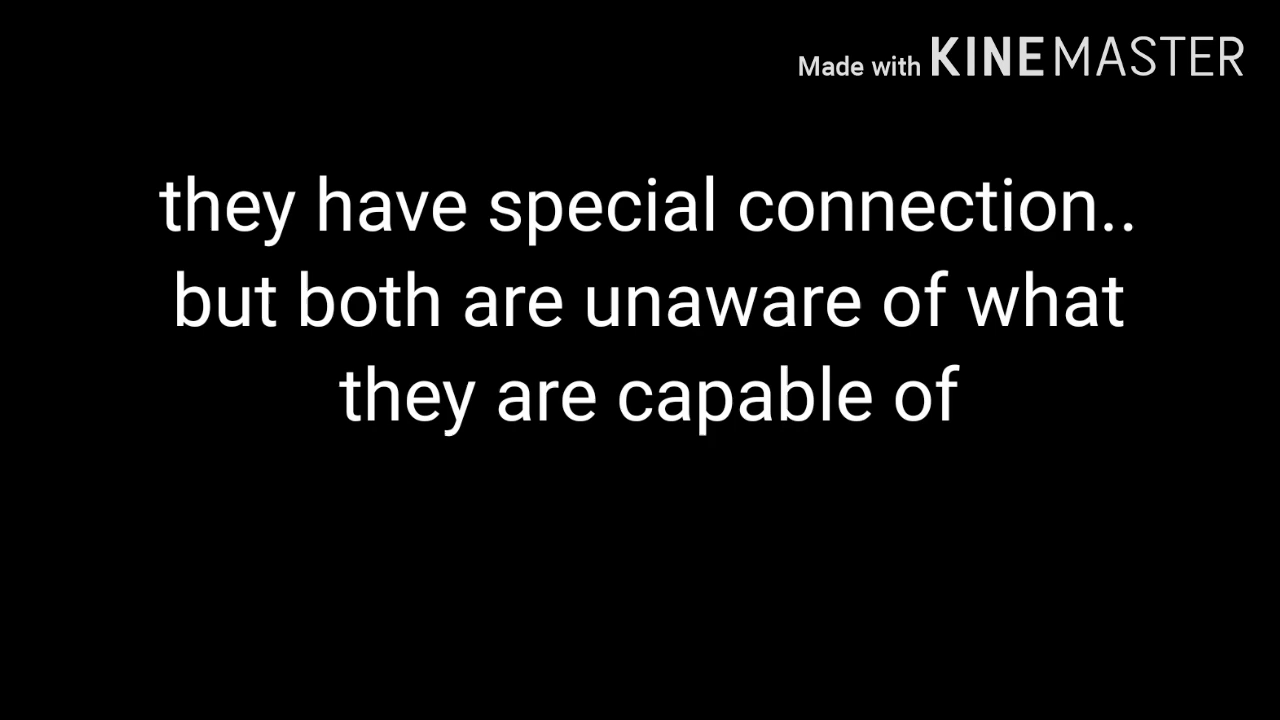 Made with KINEMASTER
they have special connection..
but both are unaware of what
they are capable of